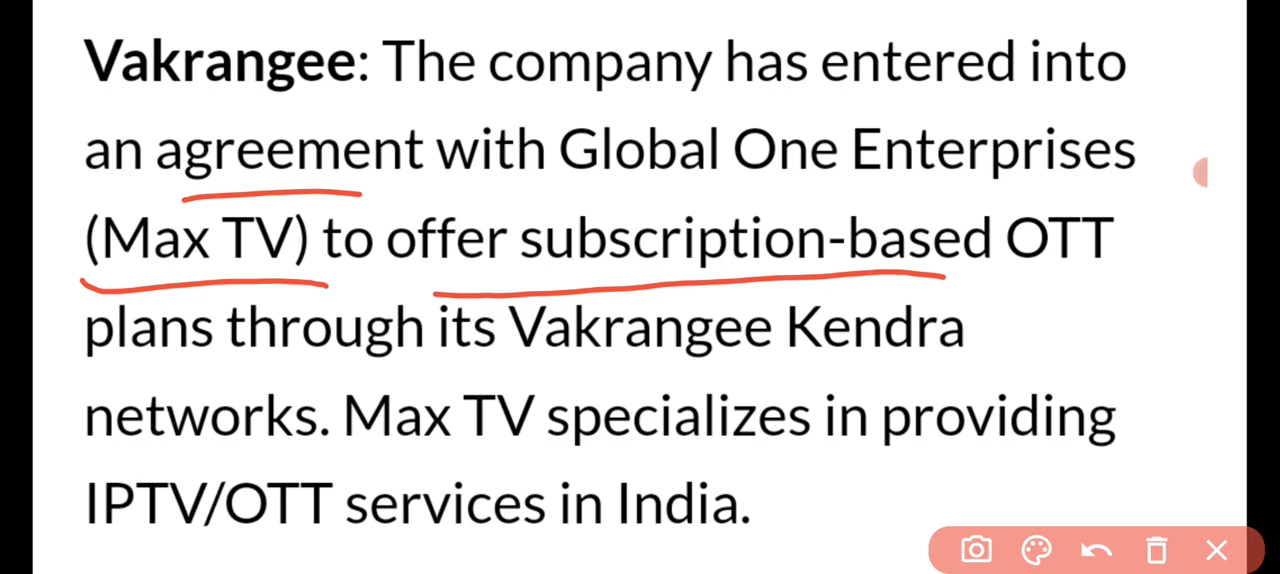 Vakrangee: The company has entered into
an agreement with Global One Enterprises
(Max TV) to offer subscription-based OTT
plans through its Vakrangee Kendra
networks. Max TV specializes in providing
IPTV/OTT services in India.